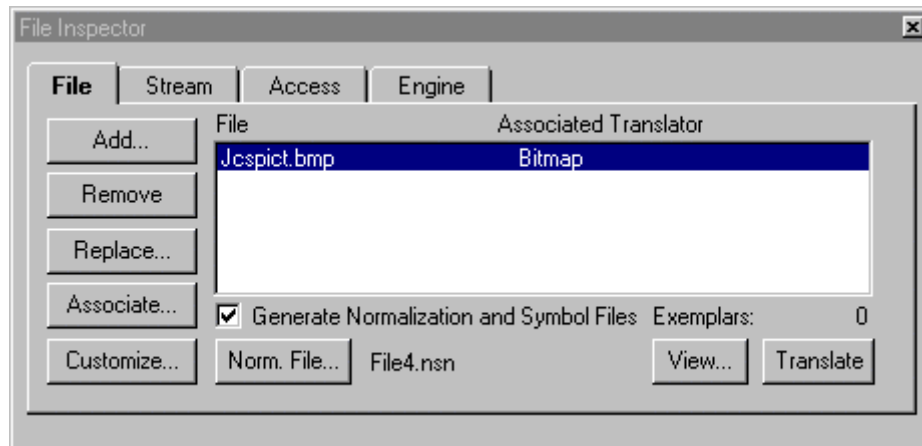 File Inspector
File Stream Access Engine
File Associated Translator
Add...
Jcspict.bmp Bitmap
Remove
Replace...
Associate...
Generate Normalization and Symbol Files Exemplars: 0
Customize... Norm. File... File4.nsn View... Translate